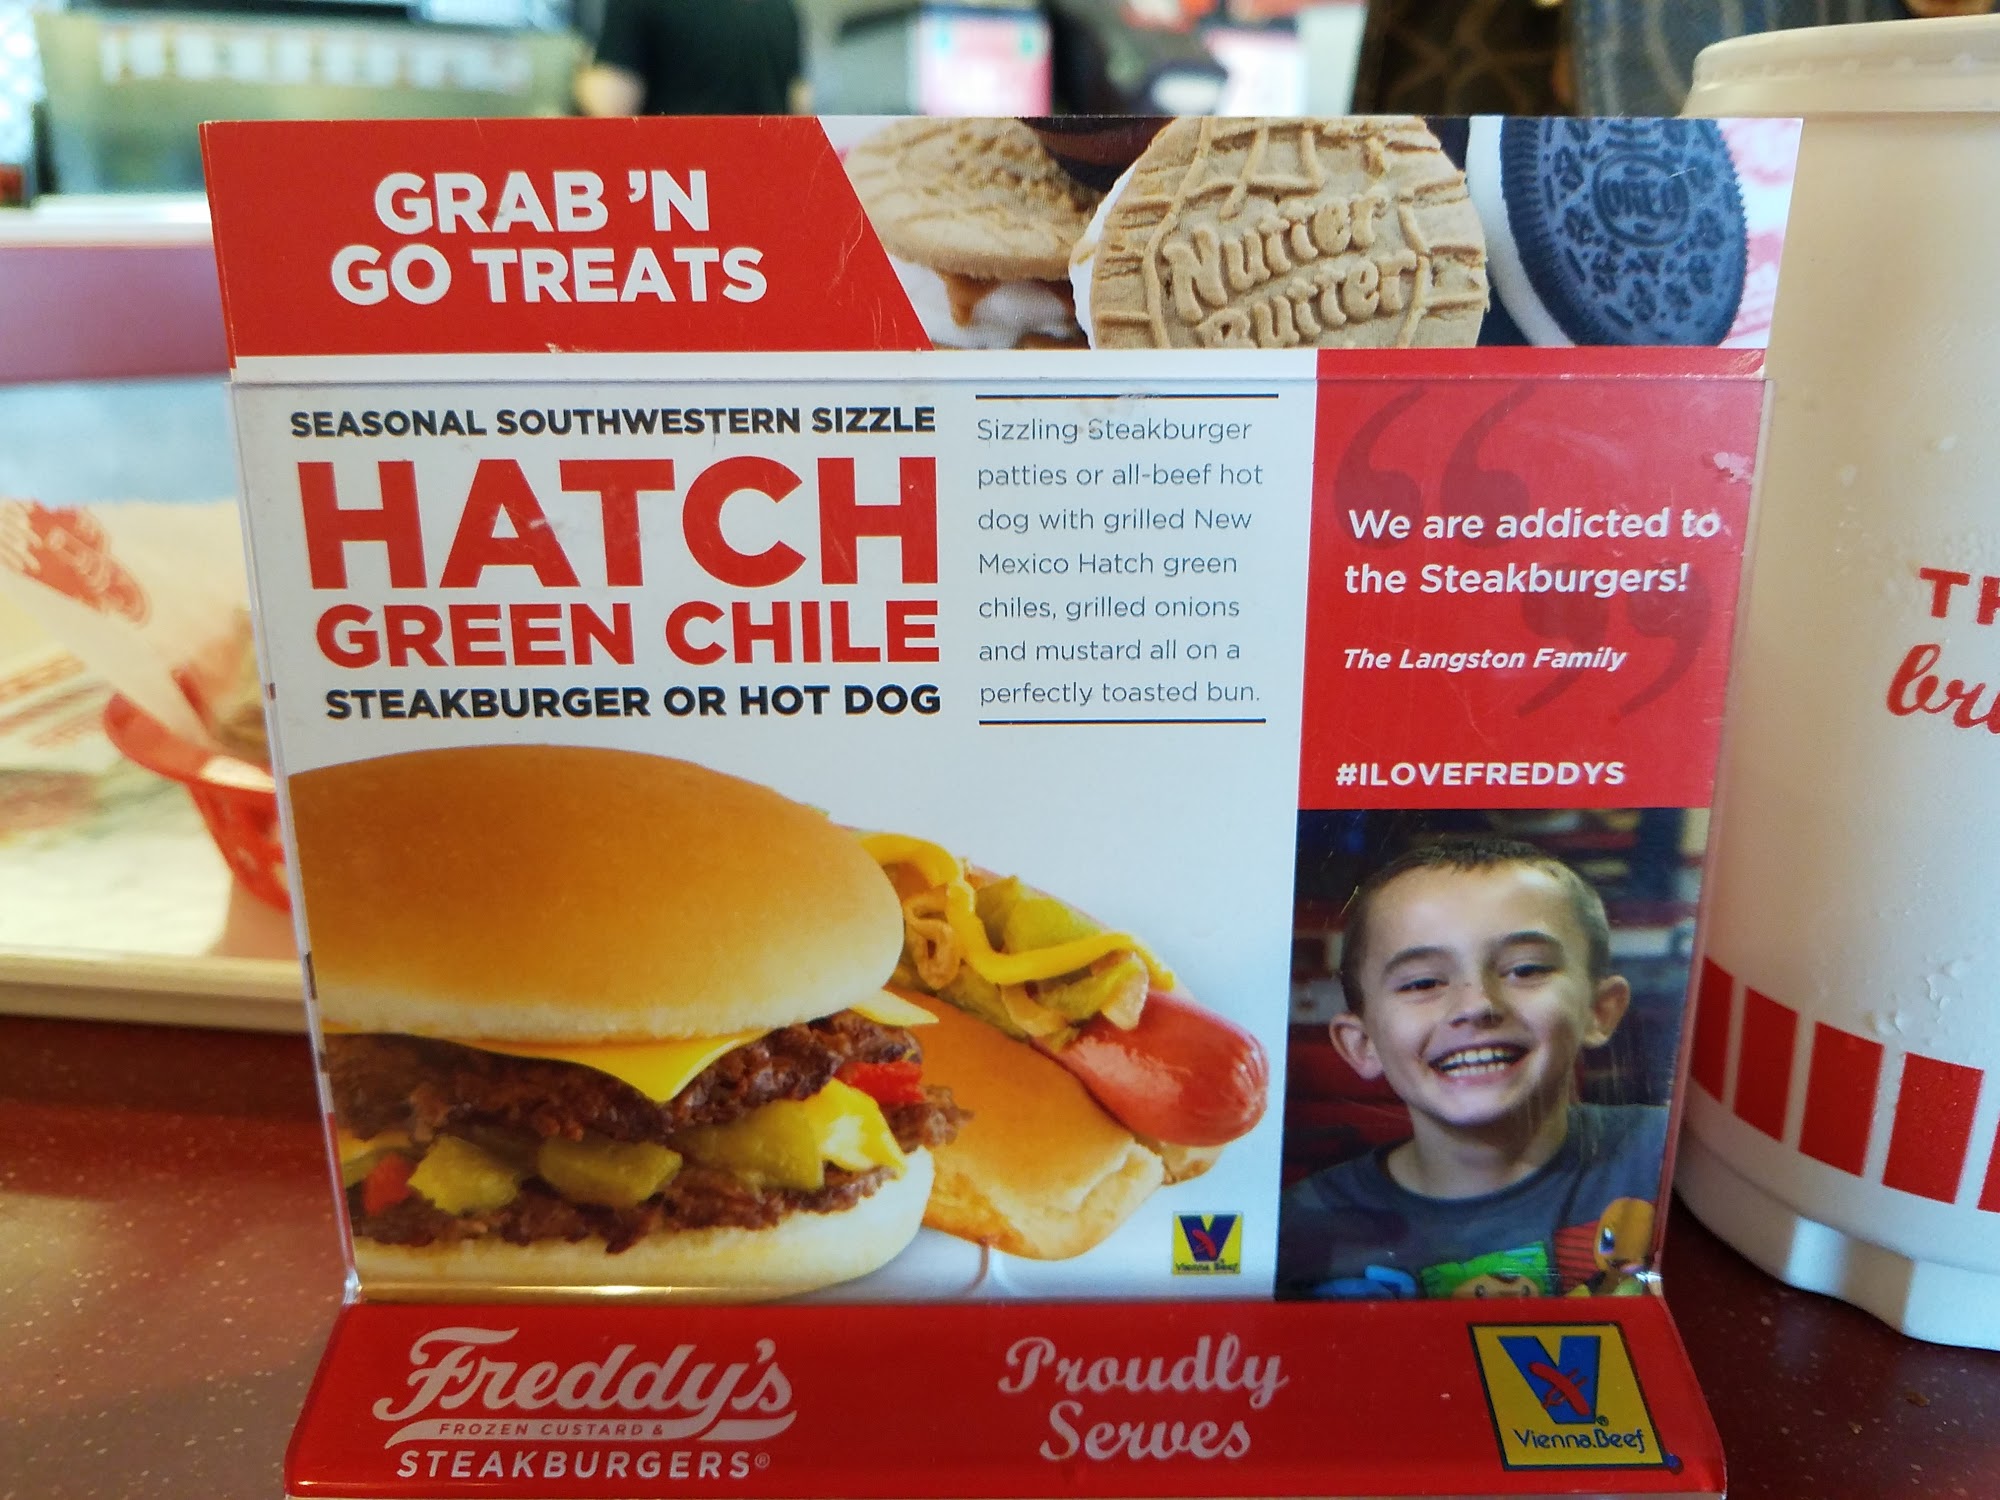 GRAB 'N
GO TREATS
Nutter
Butter
OREO
SEASONAL SOUTHWESTERN SIZZLE
HATCH
GREEN CHILE
STEAKBURGER OR HOT DOG
Sizzling Steakburger
patties or all-beef hot
dog with grilled New
Mexico Hatch green
chiles, grilled onions
and mustard all on a
perfectly toasted bun.
“
We are addicted to
the Steakburgers!
”
The Langston Family
#ILOVEFREDDYS
Vienna Beef
Freddy's
FROZEN CUSTARD &
STEAKBURGERS®
Proudly
Serves
V
Vienna® Beef